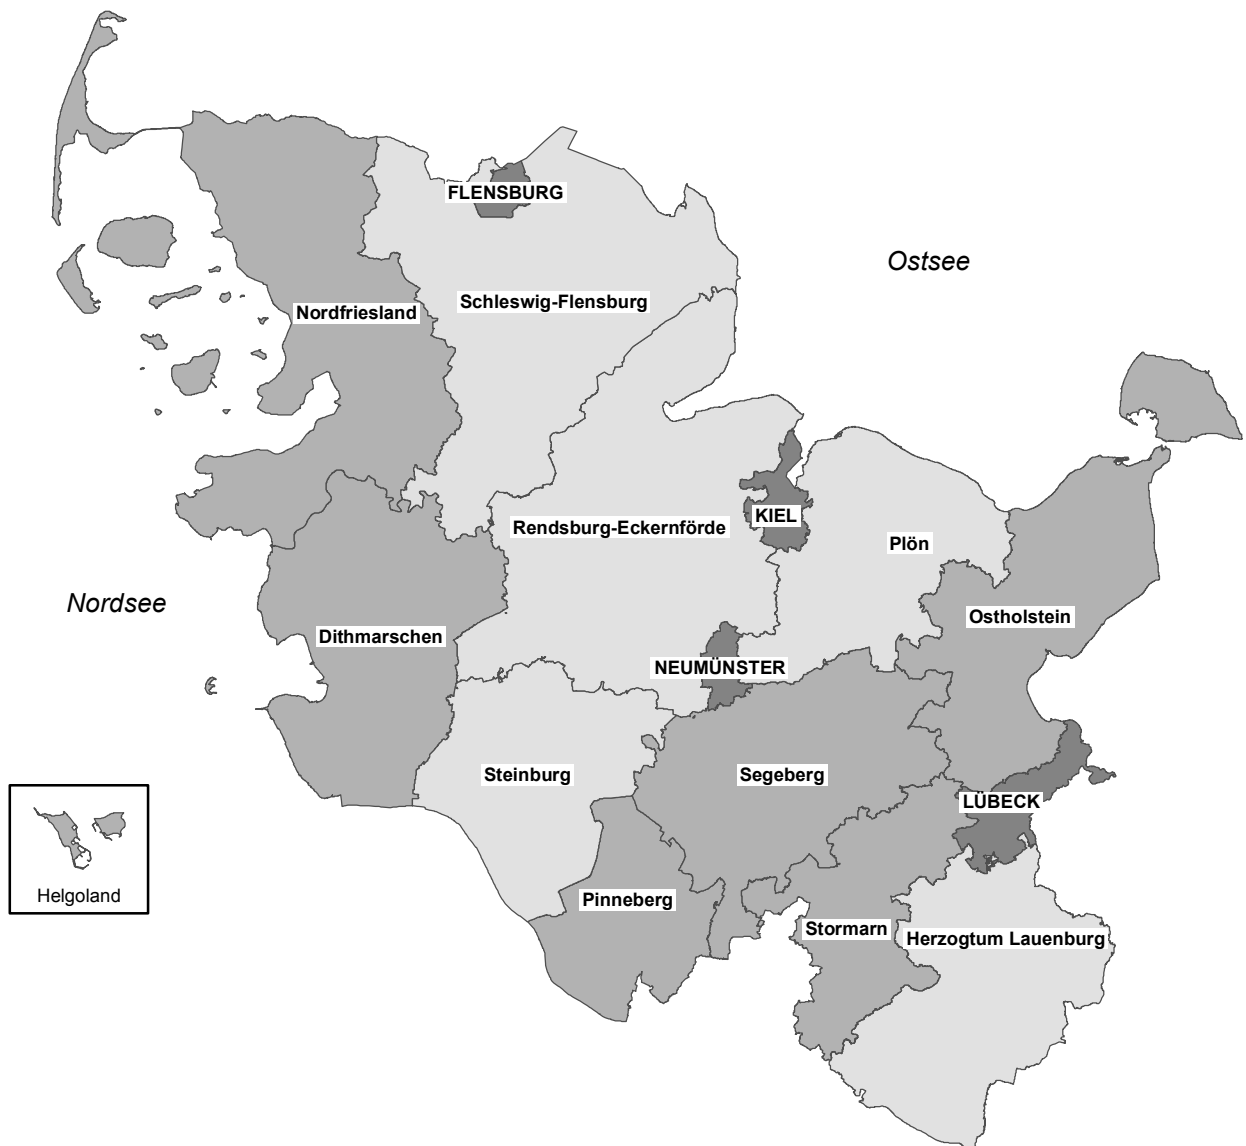 FLENSBURG
Ostsee
Schleswig-Flensburg
Nordfriesland
KIEL
Rendsburg-Eckernförde
Plön
Nordsee
Ostholstein
Dithmarschen
NEUMÜNSTER
Steinburg
Segeberg
LÜBECK
Helgoland
Pinneberg
Stormarn
Herzogtum Lauenburg